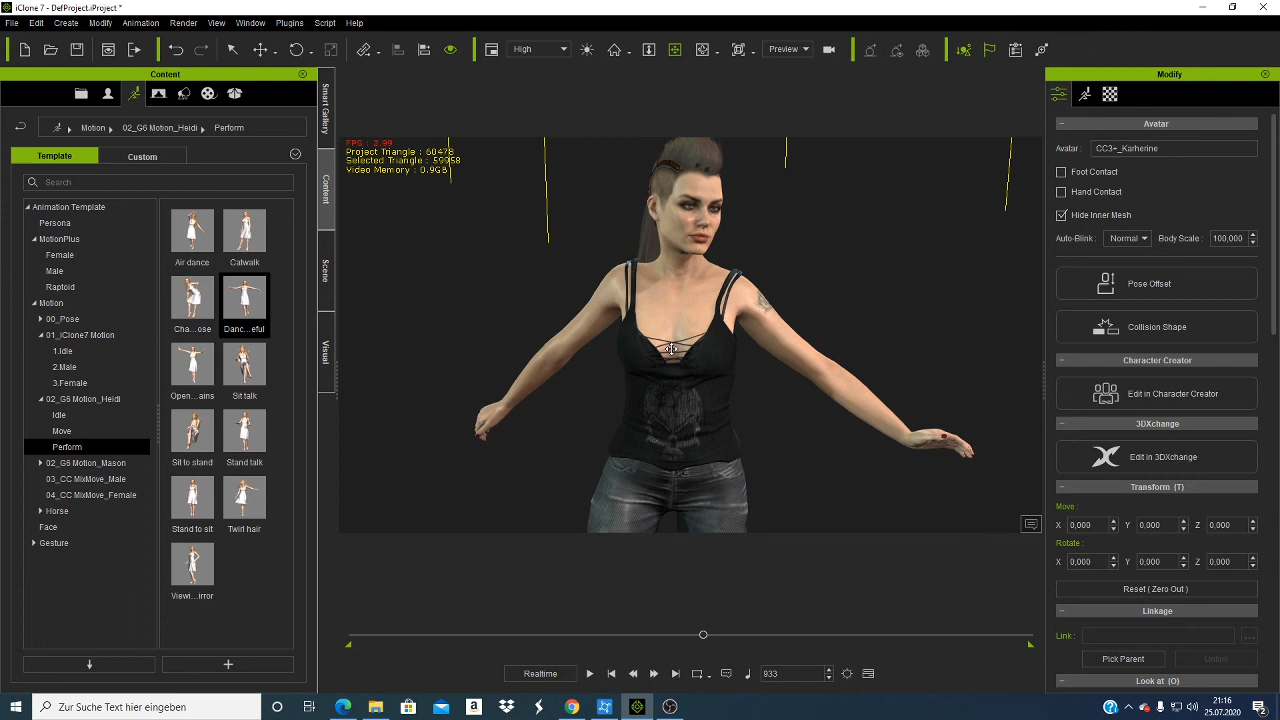 iClone 7 - DefProject.iProject *
File Edit Create Modify Animation Render View Window Plugins Script Help
High Preview
Content
Motion 02_G6 Motion_Heidi Perform
Template Custom
Search
Animation Template
Persona
MotionPlus
Female
Male
Raptoid
Motion
00_Pose
01_iClone7 Motion
1.Idle
2.Male
3.Female
02_G6 Motion_Heidi
Idle
Move
Perform
02_G6 Motion_Mason
03_CC MixMove_Male
04_CC MixMove_Female
Horse
Face
Gesture
Air dance Catwalk
Cha...ose Danc...eful
Open...ains Sit talk
Sit to stand Stand talk
Stand to sit Twirl hair
Viewi...irror
Smart Gallery
Content
Scene
Visual
FPS : 2.99
Project Triangle : 60478
Selected Triangle : 59958
Video Memory : 0.9GB
Realtime 933
Modify
Avatar
Avatar : CC3+_Karherine
Foot Contact
Hand Contact
Hide Inner Mesh
Auto-Blink : Normal Body Scale : 100,000
Pose Offset
Collision Shape
Character Creator
Edit in Character Creator
3DXchange
Edit in 3DXchange
Transform (T)
Move :
X 0,000 Y 0,000 Z 0,000
Rotate :
X 0,000 Y 0,000 Z 0,000
Reset ( Zero Out )
Linkage
Link :
Pick Parent Unlink
Look at (O)
Zur Suche Text hier eingeben
21:16
25.07.2020
2